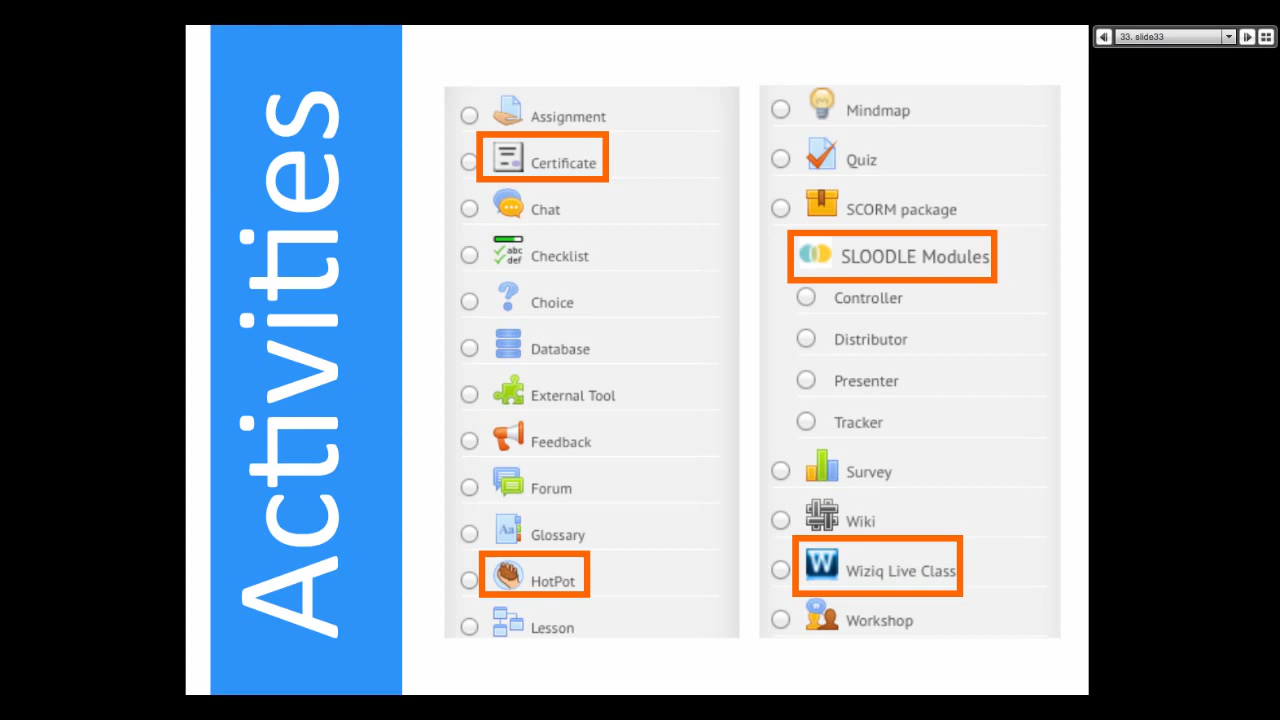 Activities
Assignment
Certificate
Chat
abc
def
Checklist
Choice
Database
External Tool
Feedback
Forum
Aa
Glossary
HotPot
Lesson
Mindmap
Quiz
SCORM package
SLOODLE Modules
Controller
Distributor
Presenter
Tracker
Survey
Wiki
W
Wiziq Live Class
Workshop
33. slide33